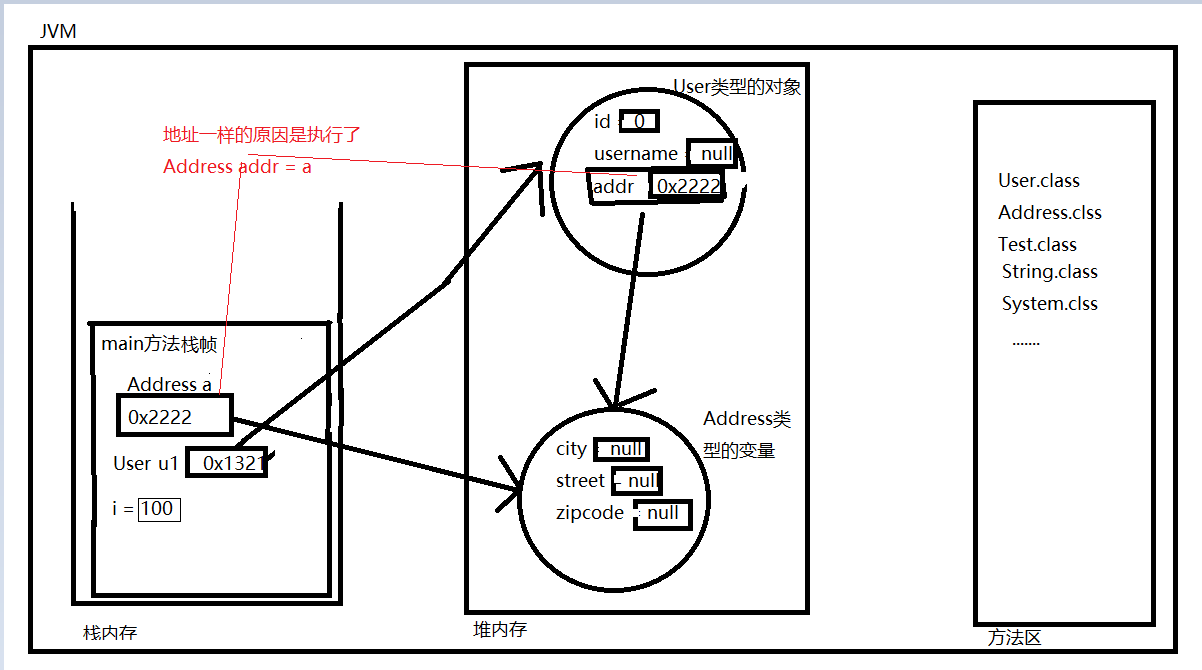 JVM
地址一样的原因是执行了
Address addr = a
main方法栈帧
Address a
0x2222
User u1 0x1321
i = 100
栈内存
User类型的对象
id = 0
username = null
addr 0x2222
Address类
型的变量
city = null
street = null
zipcode = null
堆内存
User.class
Address.clss
Test.class
String.class
System.clss
.......
方法区